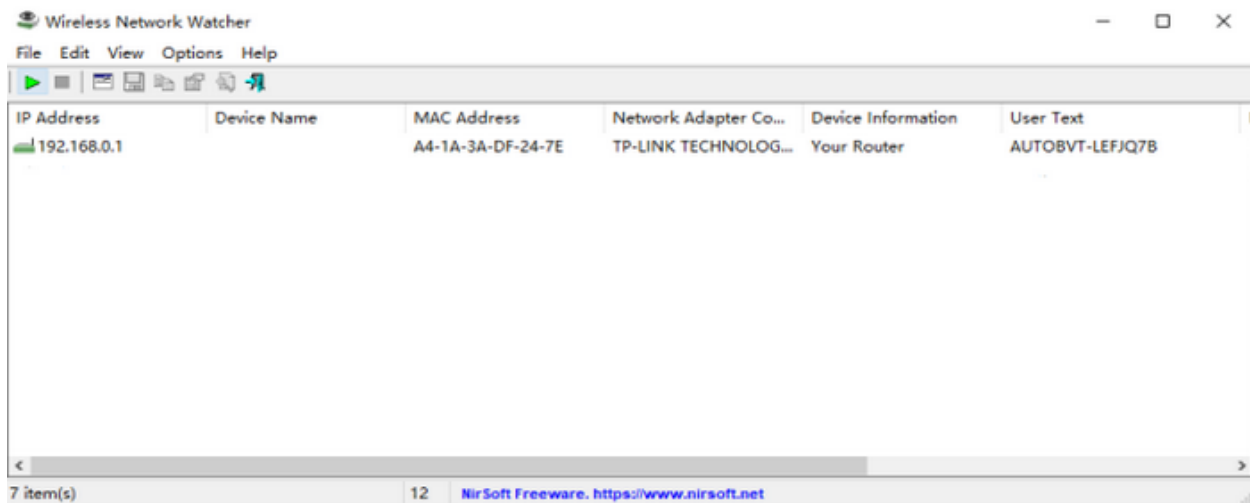 Wireless Network Watcher
File Edit View Options Help
IP Address Device Name MAC Address Network Adapter Co... Device Information User Text
192.168.0.1 A4-1A-3A-DF-24-7E TP-LINK TECHNOLOG... Your Router AUTOBVT-LEFJQ7B
7 item(s) 12 NirSoft Freeware. https://www.nirsoft.net